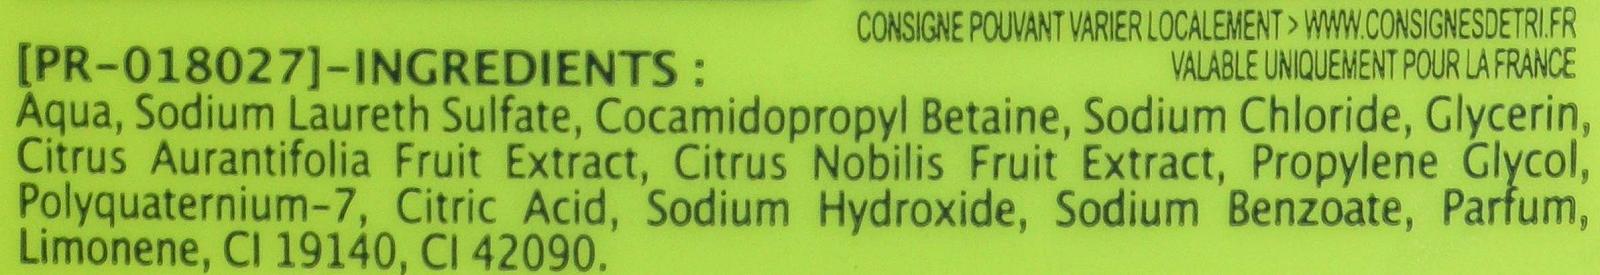 CONSIGNE POUVANT VARIER LOCALEMENT > WWW.CONSIGNESDETRI.FR
VALABLE UNIQUEMENT POUR LA FRANCE
[PR-018027]-INGREDIENTS :
Aqua, Sodium Laureth Sulfate, Cocamidopropyl Betaine, Sodium Chloride, Glycerin,
Citrus Aurantifolia Fruit Extract, Citrus Nobilis Fruit Extract, Propylene Glycol,
Polyquaternium-7, Citric Acid, Sodium Hydroxide, Sodium Benzoate, Parfum,
Limonene, CI 19140, CI 42090.